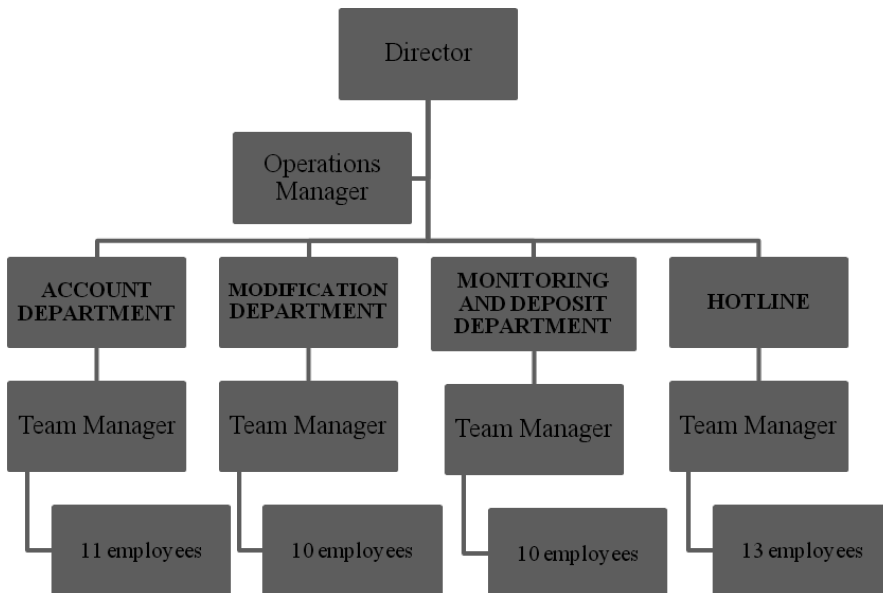 Director
Operations
Manager
ACCOUNT
DEPARTMENT
MODIFICATION
DEPARTMENT
MONITORING
AND DEPOSIT
DEPARTMENT
HOTLINE
Team Manager
Team Manager
Team Manager
Team Manager
11 employees
10 employees
10 employees
13 employees